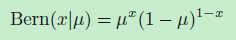 Bern(x|μ) = μ^x (1 − μ)^{1−x}